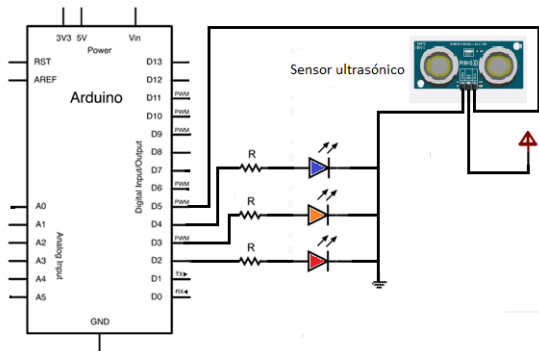 3V3 5V Vin
Power
RST
AREF
Arduino
Digital Input/Output
Analog Input
D13
D12
D11 PWM
D10 PWM
D9 PWM
D8
D7
D6 PWM
D5 PWM
D4
D3 PWM
D2
D1 TX
D0 RX
A0
A1
A2
A3
A4
A5
GND
R
R
R
Sensor ultrasónico